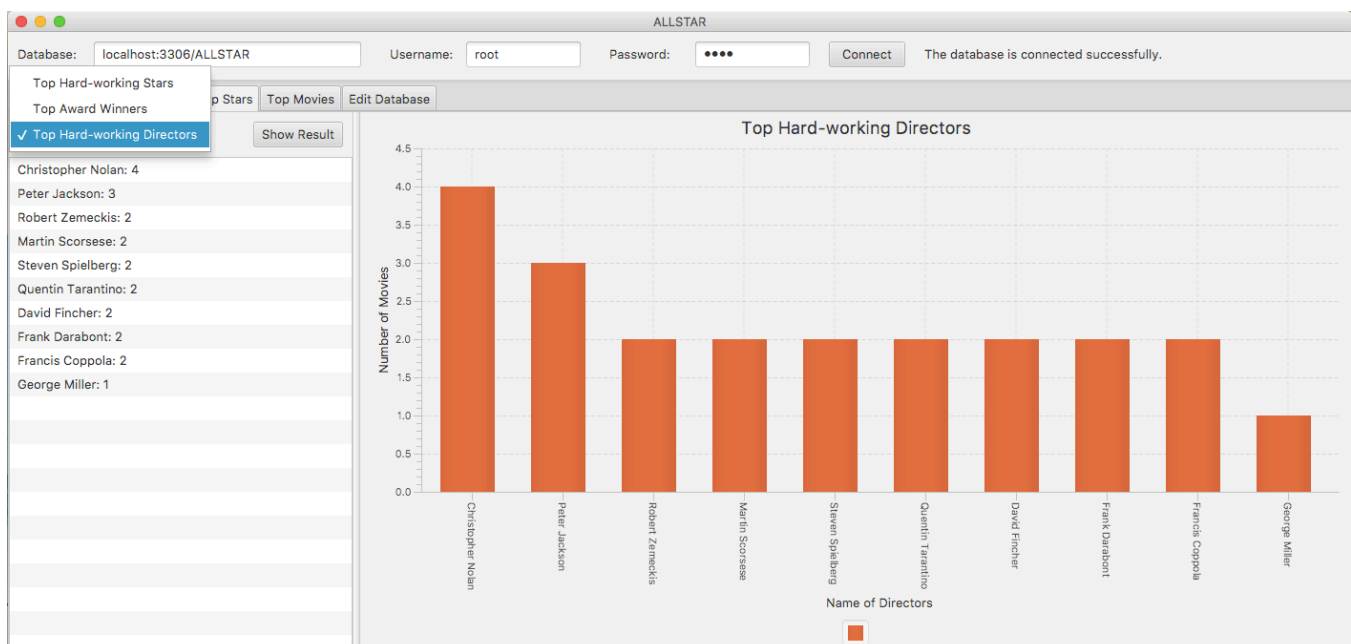 ALLSTAR
Database: localhost:3306/ALLSTAR Username: root Password: •••• Connect The database is connected successfully.
Top Hard-working Stars
Top Award Winners
✓ Top Hard-working Directors
p Stars Top Movies Edit Database
Show Result
Christopher Nolan: 4
Peter Jackson: 3
Robert Zemeckis: 2
Martin Scorsese: 2
Steven Spielberg: 2
Quentin Tarantino: 2
David Fincher: 2
Frank Darabont: 2
Francis Coppola: 2
George Miller: 1
Top Hard-working Directors
Number of Movies
4.5
4.0
3.5
3.0
2.5
2.0
1.5
1.0
0.5
0.0
Christopher Nolan
Peter Jackson
Robert Zemeckis
Martin Scorsese
Steven Spielberg
Quentin Tarantino
David Fincher
Frank Darabont
Francis Coppola
George Miller
Name of Directors